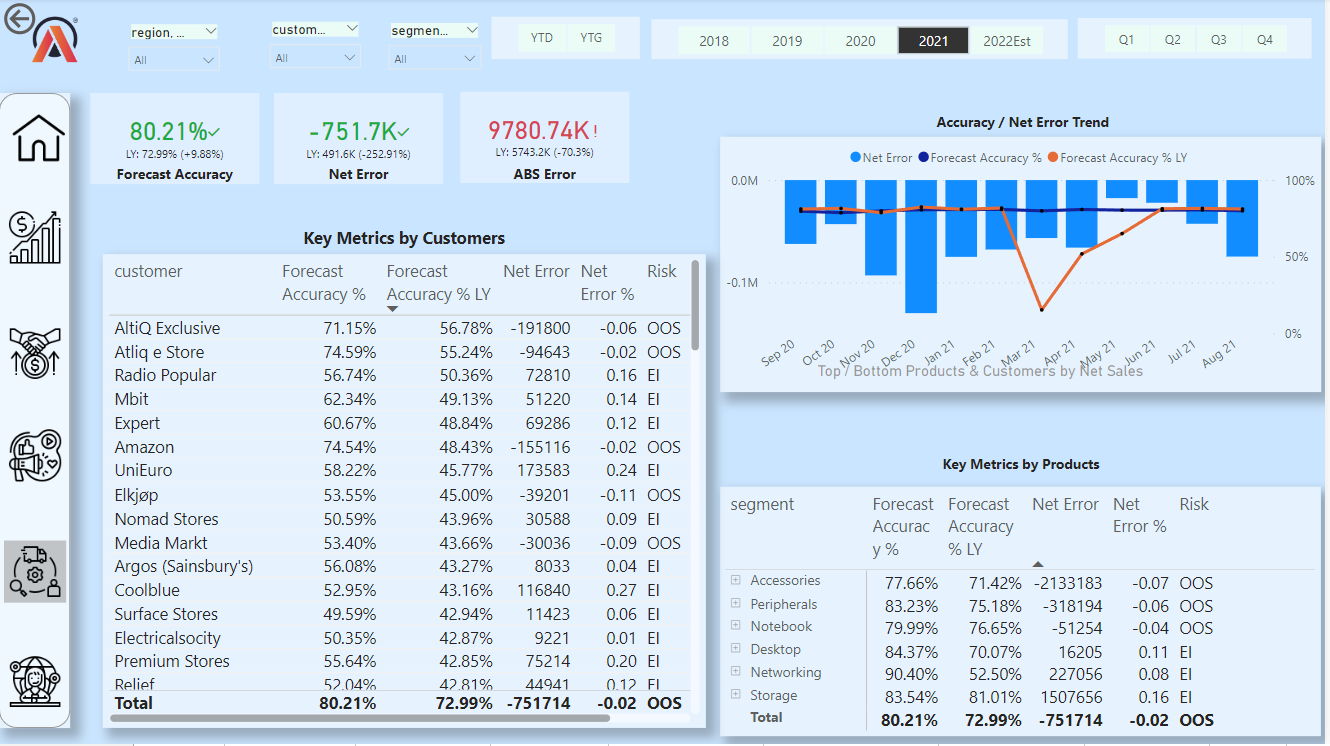 region, ...
custom...
segmen...
All
All
All
YTD YTG
2018 2019 2020 2021 2022Est
Q1 Q2 Q3 Q4
80.21%
LY: 72.99% (+9.88%)
Forecast Accuracy
-751.7K
LY: 491.6K (-252.91%)
Net Error
9780.74K!
LY: 5743.2K (-70.3%)
ABS Error
Accuracy / Net Error Trend
Net Error Forecast Accuracy % Forecast Accuracy % LY
0.0M
-0.1M
100%
50%
0%
Sep 20 Oct 20 Nov 20 Dec 20 Jan 21 Feb 21 Mar 21 Apr 21 May 21 Jun 21 Jul 21 Aug 21
Top / Bottom Products & Customers by Net Sales
Key Metrics by Customers
customer Forecast Accuracy % Forecast Accuracy % LY Net Error Net Error % Risk
AltiQ Exclusive 71.15% 56.78% -191800 -0.06 OOS
Atliq e Store 74.59% 55.24% -94643 -0.02 OOS
Radio Popular 56.74% 50.36% 72810 0.16 EI
Mbit 62.34% 49.13% 51220 0.14 EI
Expert 60.67% 48.84% 69286 0.12 EI
Amazon 74.54% 48.43% -155116 -0.02 OOS
UniEuro 58.22% 45.77% 173583 0.24 EI
Elkjøp 53.55% 45.00% -39201 -0.11 OOS
Nomad Stores 50.59% 43.96% 30588 0.09 EI
Media Markt 53.40% 43.66% -30036 -0.09 OOS
Argos (Sainsbury's) 56.08% 43.27% 8033 0.04 EI
Coolblue 52.95% 43.16% 116840 0.27 EI
Surface Stores 49.59% 42.94% 11423 0.06 EI
Electricalsocity 50.35% 42.87% 9221 0.01 EI
Premium Stores 55.64% 42.85% 75214 0.20 EI
Relief 52.04% 42.81% 44941 0.12 EI
Total 80.21% 72.99% -751714 -0.02 OOS
Key Metrics by Products
segment Forecast Accuracy % Forecast Accuracy % LY Net Error Net Error % Risk
Accessories 77.66% 71.42% -2133183 -0.07 OOS
Peripherals 83.23% 75.18% -318194 -0.06 OOS
Notebook 79.99% 76.65% -51254 -0.04 OOS
Desktop 84.37% 70.07% 16205 0.11 EI
Networking 90.40% 52.50% 227056 0.08 EI
Storage 83.54% 81.01% 1507656 0.16 EI
Total 80.21% 72.99% -751714 -0.02 OOS